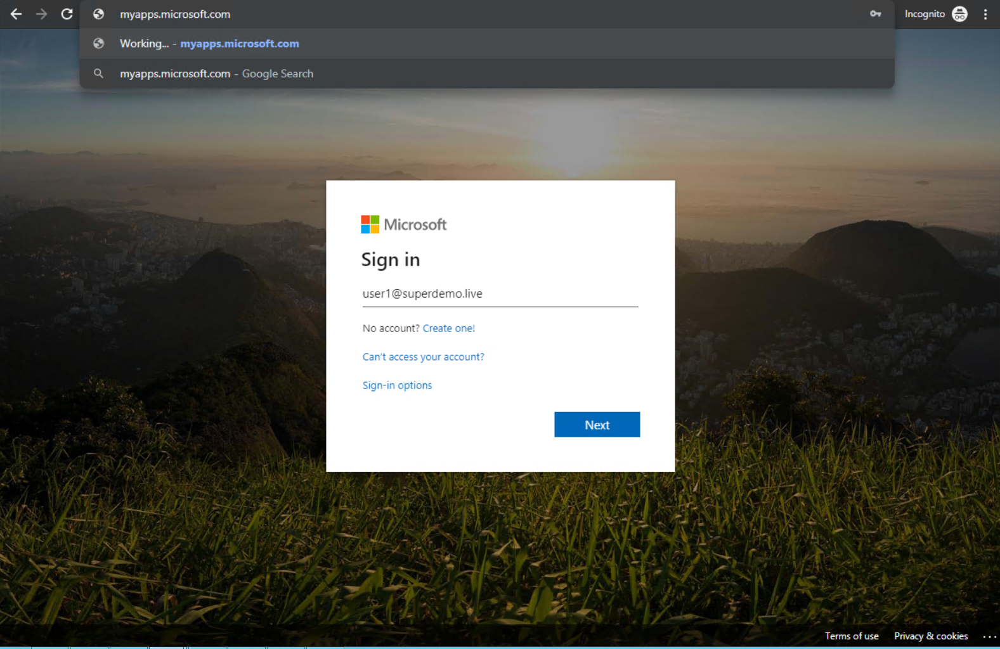 myapps.microsoft.com
Incognito
Working... - myapps.microsoft.com
myapps.microsoft.com - Google Search
Microsoft
Sign in
user1@superdemo.live
No account? Create one!
Can't access your account?
Sign-in options
Next
Terms of use Privacy & cookies ...